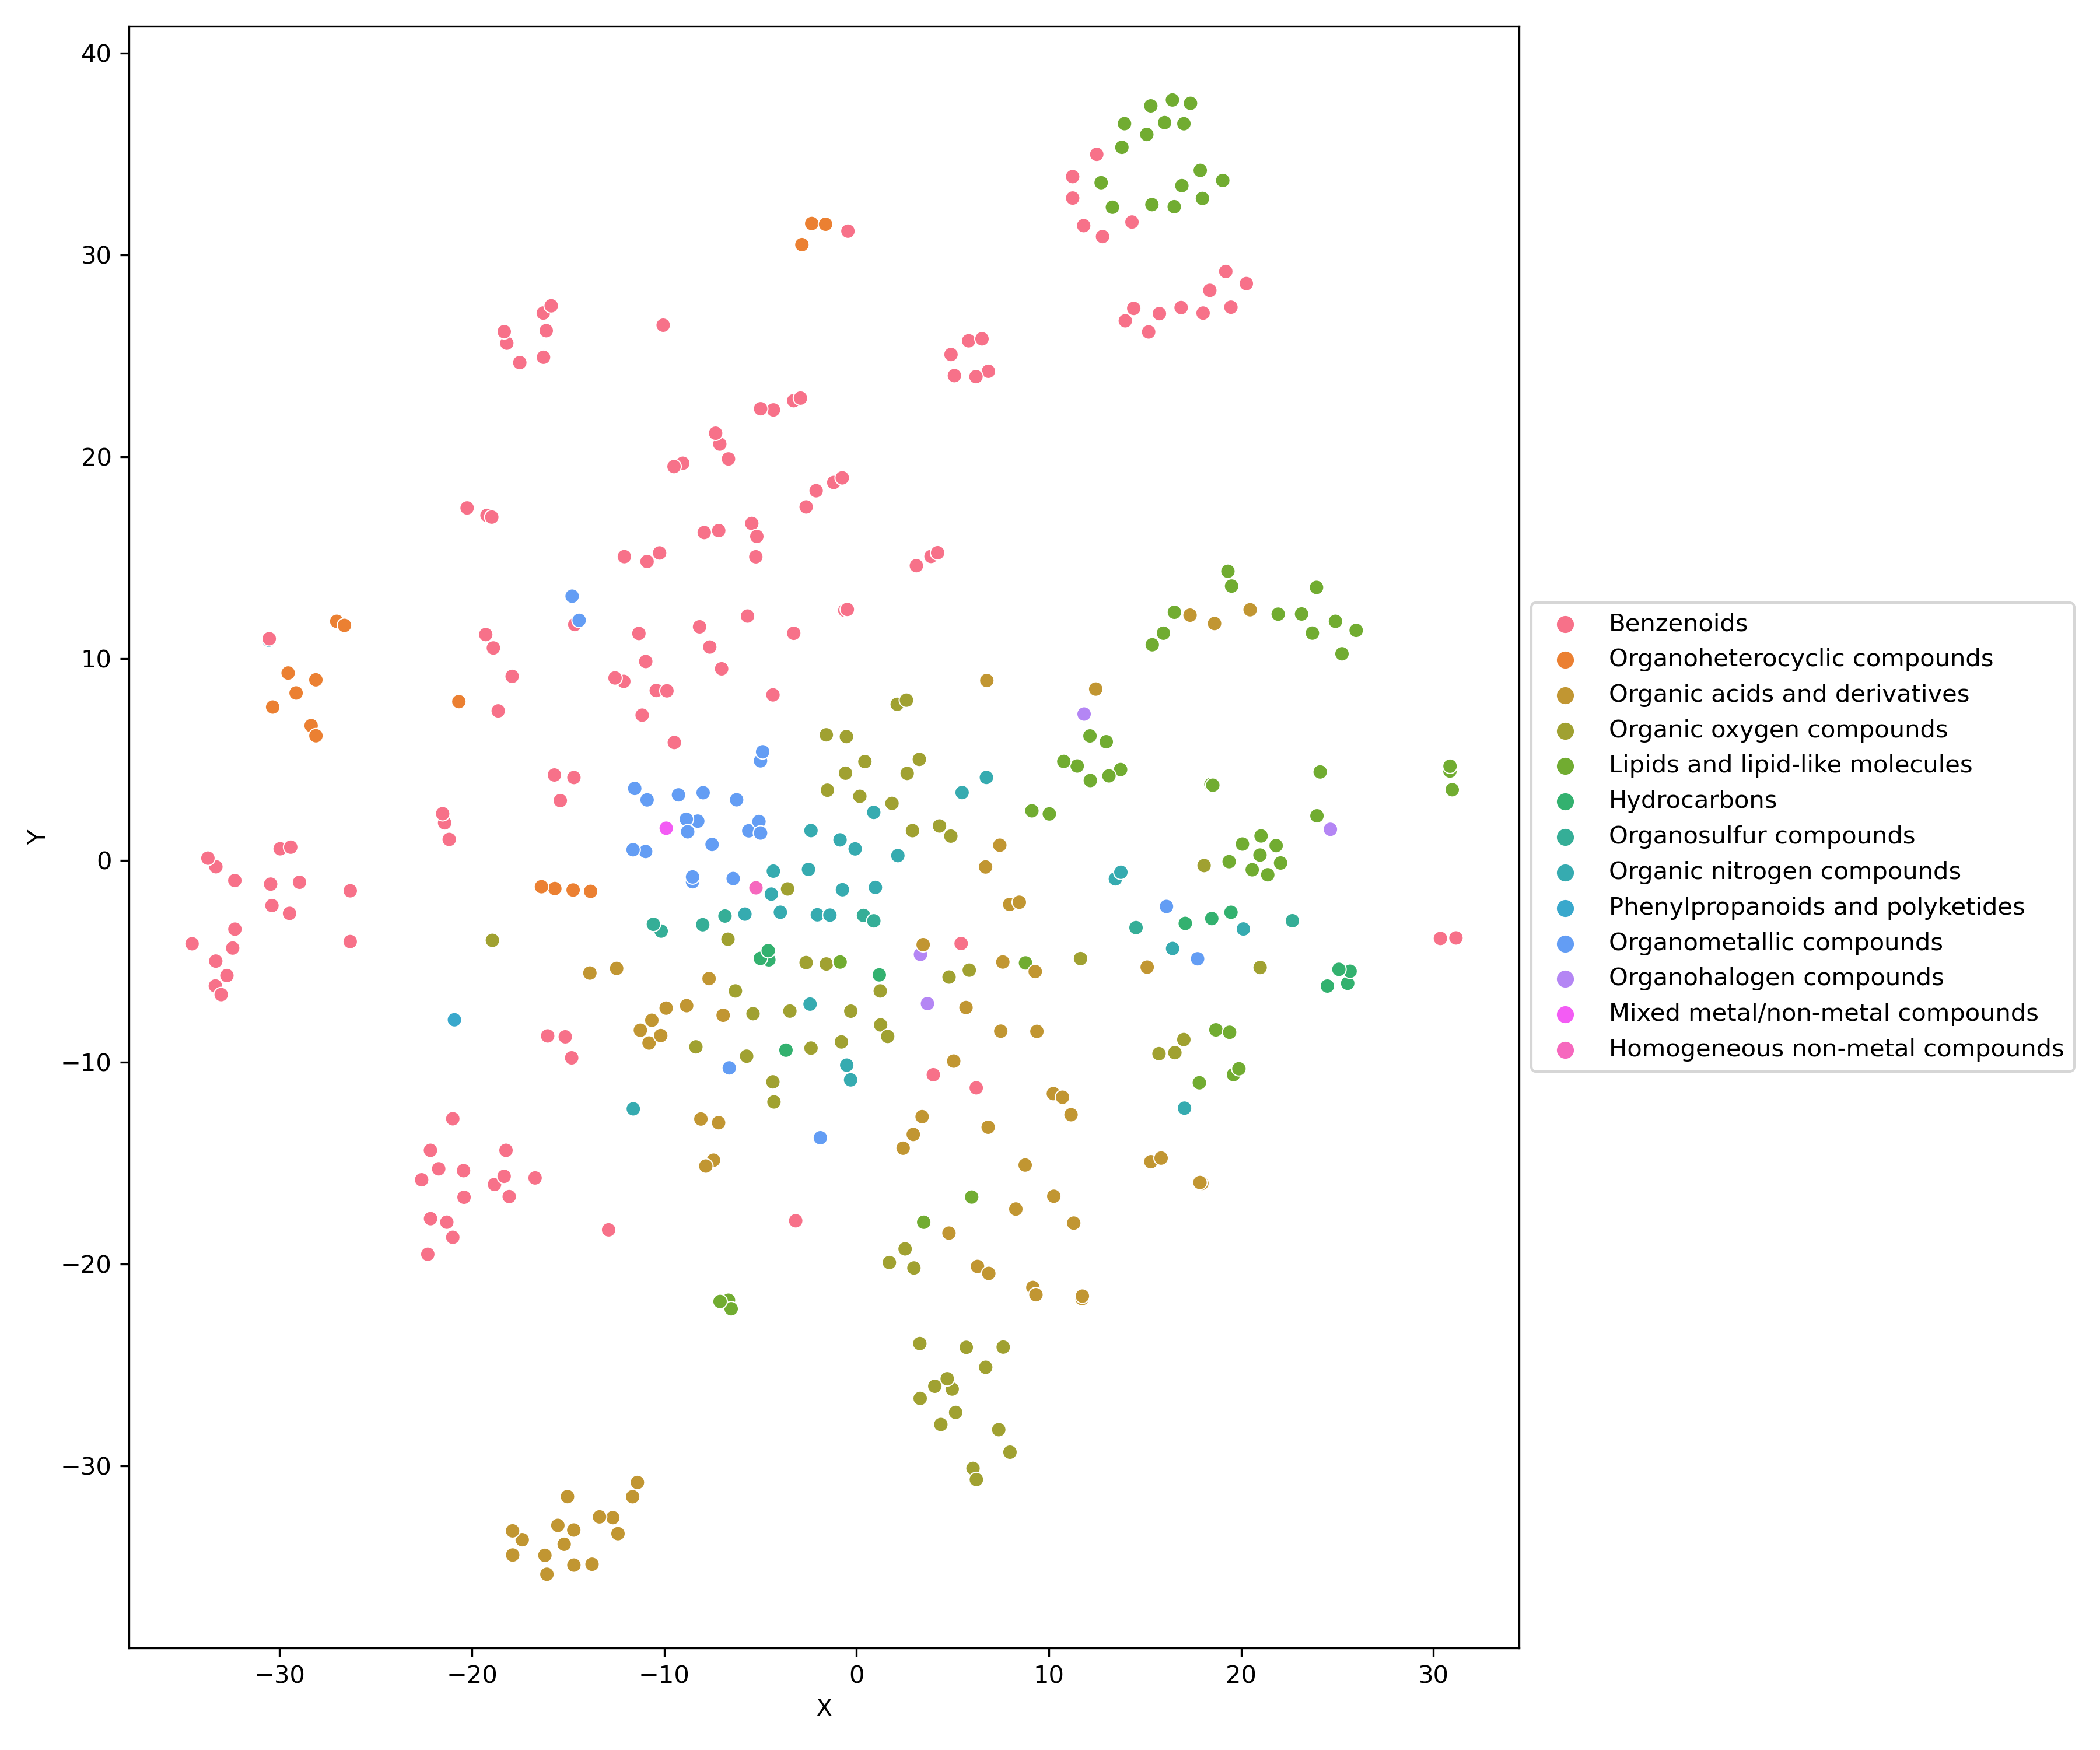 40
30
20
10
0
−10
−20
−30
Y
−30
−20
−10
0
10
20
30
X
Benzenoids
Organoheterocyclic compounds
Organic acids and derivatives
Organic oxygen compounds
Lipids and lipid-like molecules
Hydrocarbons
Organosulfur compounds
Organic nitrogen compounds
Phenylpropanoids and polyketides
Organometallic compounds
Organohalogen compounds
Mixed metal/non-metal compounds
Homogeneous non-metal compounds